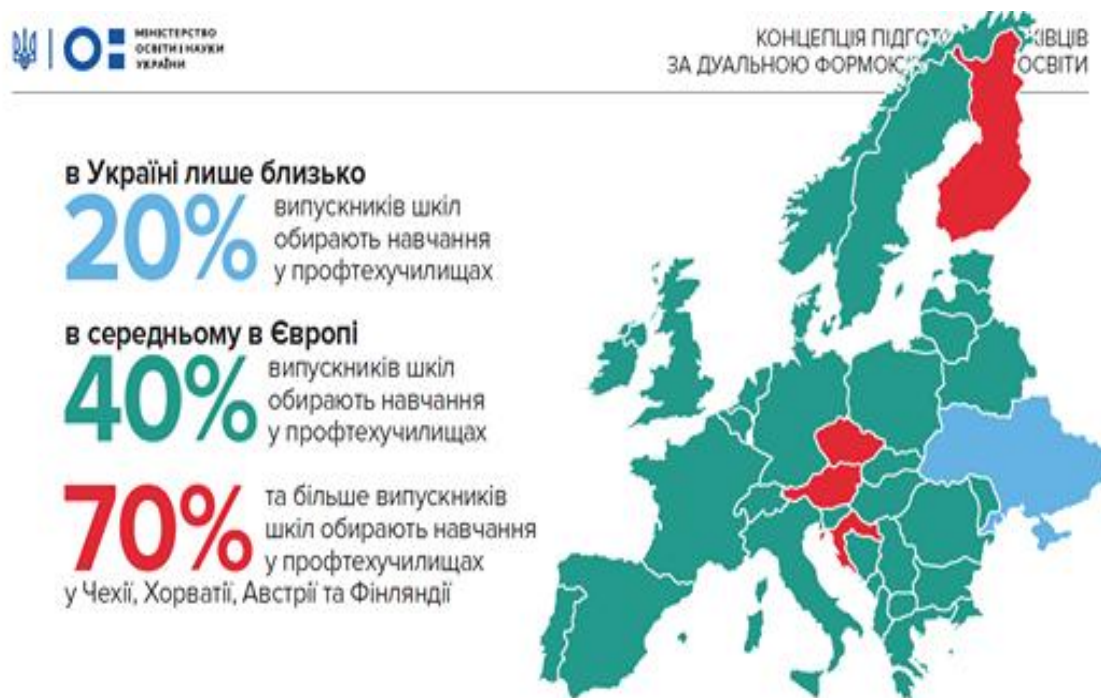 МІНІСТЕРСТВО
ОСВІТИ І НАУКИ
УКРАЇНИ
КОНЦЕПЦІЯ
ЗА ДУАЛЬНОЮ ОСВІТИ
в Україні лише близько
20%
випускників шкіл
обирають навчання
у профтехучилищах
в середньому в Європі
40%
випускників шкіл
обирають навчання
у профтехучилищах
70%
та більше випускників
шкіл обирають навчання
у профтехучилищах
у Чехії, Хорватії, Австрії та Фінляндії